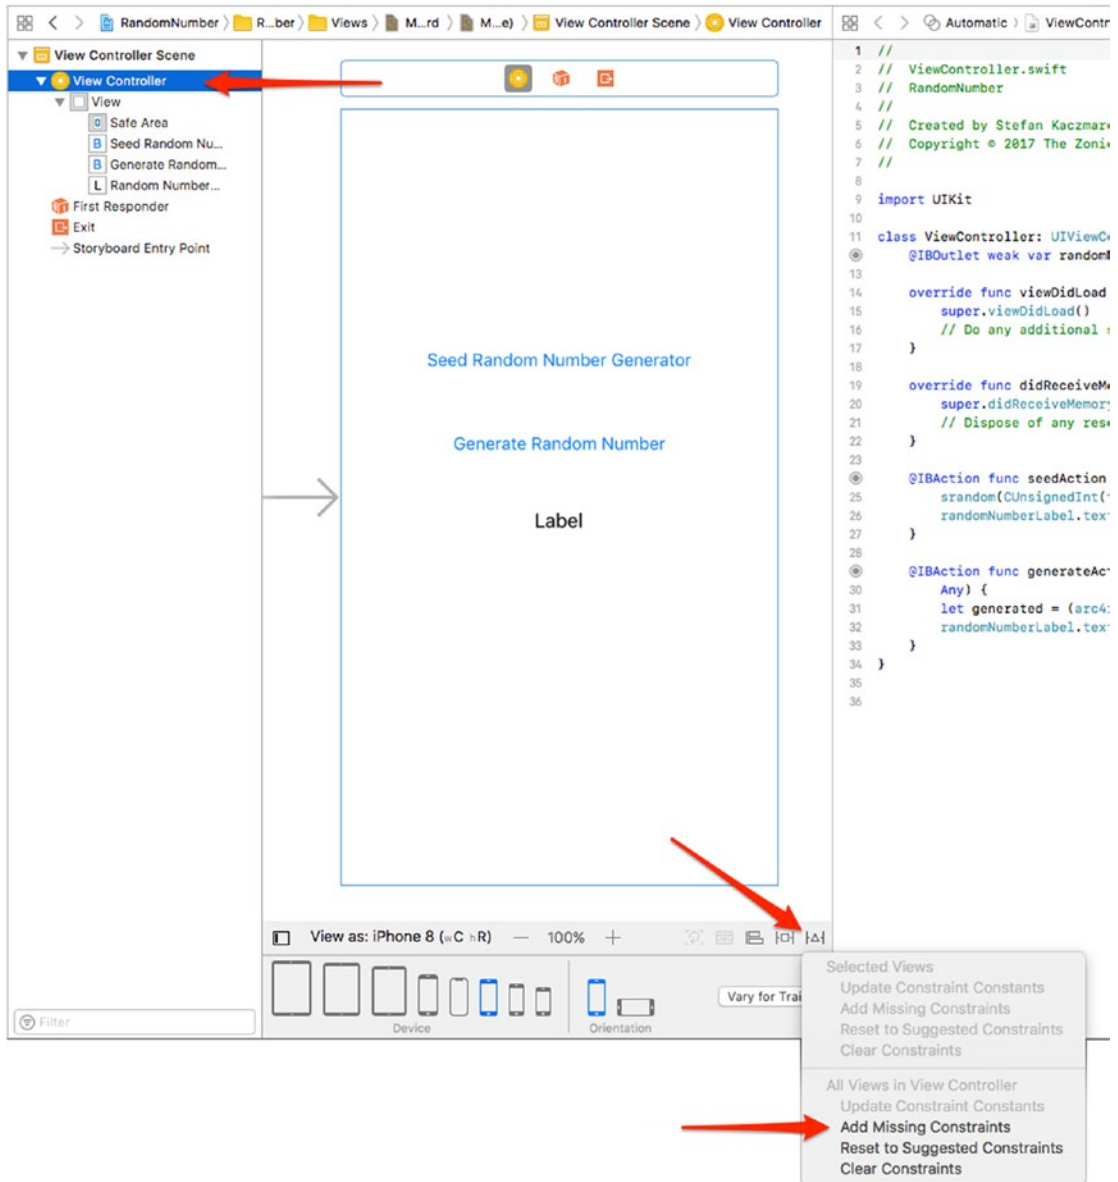 RandomNumber R...ber Views M...rd M...e) View Controller Scene View Controller
Automatic ViewContr
View Controller Scene
View Controller
View
Safe Area
Seed Random Nu...
Generate Random...
L Random Number...
First Responder
Exit
Storyboard Entry Point
Filter
Seed Random Number Generator
Generate Random Number
Label
View as: iPhone 8 (wC hR) — 100% +
Device
Orientation
Vary for Trai
1 //
2 // ViewController.swift
3 // RandomNumber
4 //
5 // Created by Stefan Kaczmar
6 // Copyright © 2017 The Zoni
7 //
8
9 import UIKit
10
11 class ViewController: UIViewC
@IBOutlet weak var random
13
14 override func viewDidLoad
15 super.viewDidLoad()
16 // Do any additional
17 }
18
19 override func didReceiveM
20 super.didReceiveMemor
21 // Dispose of any res
22 }
23
@IBAction func seedAction
25 srandom(CUnsignedInt(
26 randomNumberLabel.tex
27 }
28
@IBAction func generateAc
30 Any) {
31 let generated = (arc4
32 randomNumberLabel.tex
33 }
34 }
35
36
Selected Views
Update Constraint Constants
Add Missing Constraints
Reset to Suggested Constraints
Clear Constraints
All Views in View Controller
Update Constraint Constants
Add Missing Constraints
Reset to Suggested Constraints
Clear Constraints